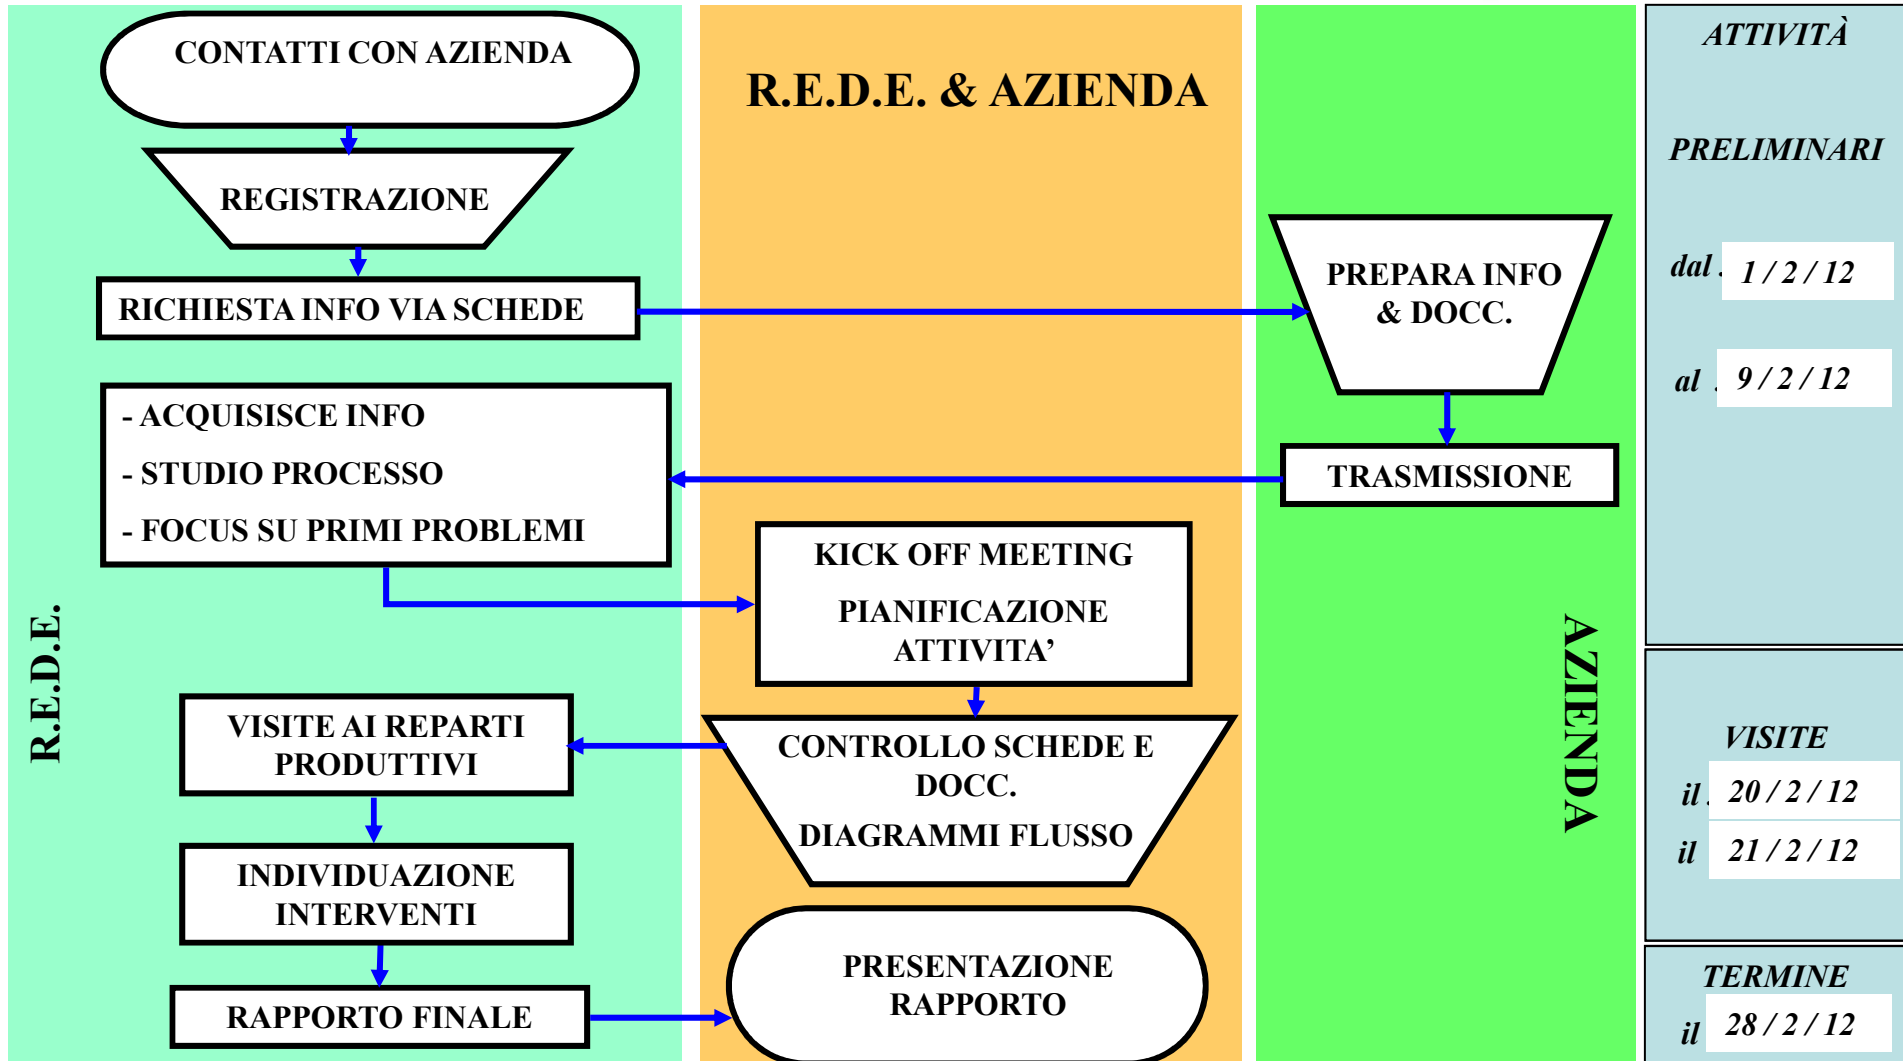 CONTATTI CON AZIENDA
REGISTRAZIONE
RICHIESTA INFO VIA SCHEDE
- ACQUISISCE INFO
- STUDIO PROCESSO
- FOCUS SU PRIMI PROBLEMI
R.E.D.E.
VISITE AI REPARTI
PRODUTTIVI
INDIVIDUAZIONE
INTERVENTI
RAPPORTO FINALE
R.E.D.E. & AZIENDA
KICK OFF MEETING
PIANIFICAZIONE
ATTIVITA’
CONTROLLO SCHEDE E
DOCC.
DIAGRAMMI FLUSSO
PRESENTAZIONE
RAPPORTO
PREPARA INFO
& DOCC.
TRASMISSIONE
AZIENDA
ATTIVITÀ
PRELIMINARI
dal . 1 / 2 / 12
al . 9 / 2 / 12
VISITE
il . 20 / 2 / 12
il 21 / 2 / 12
TERMINE
il 28 / 2 / 12